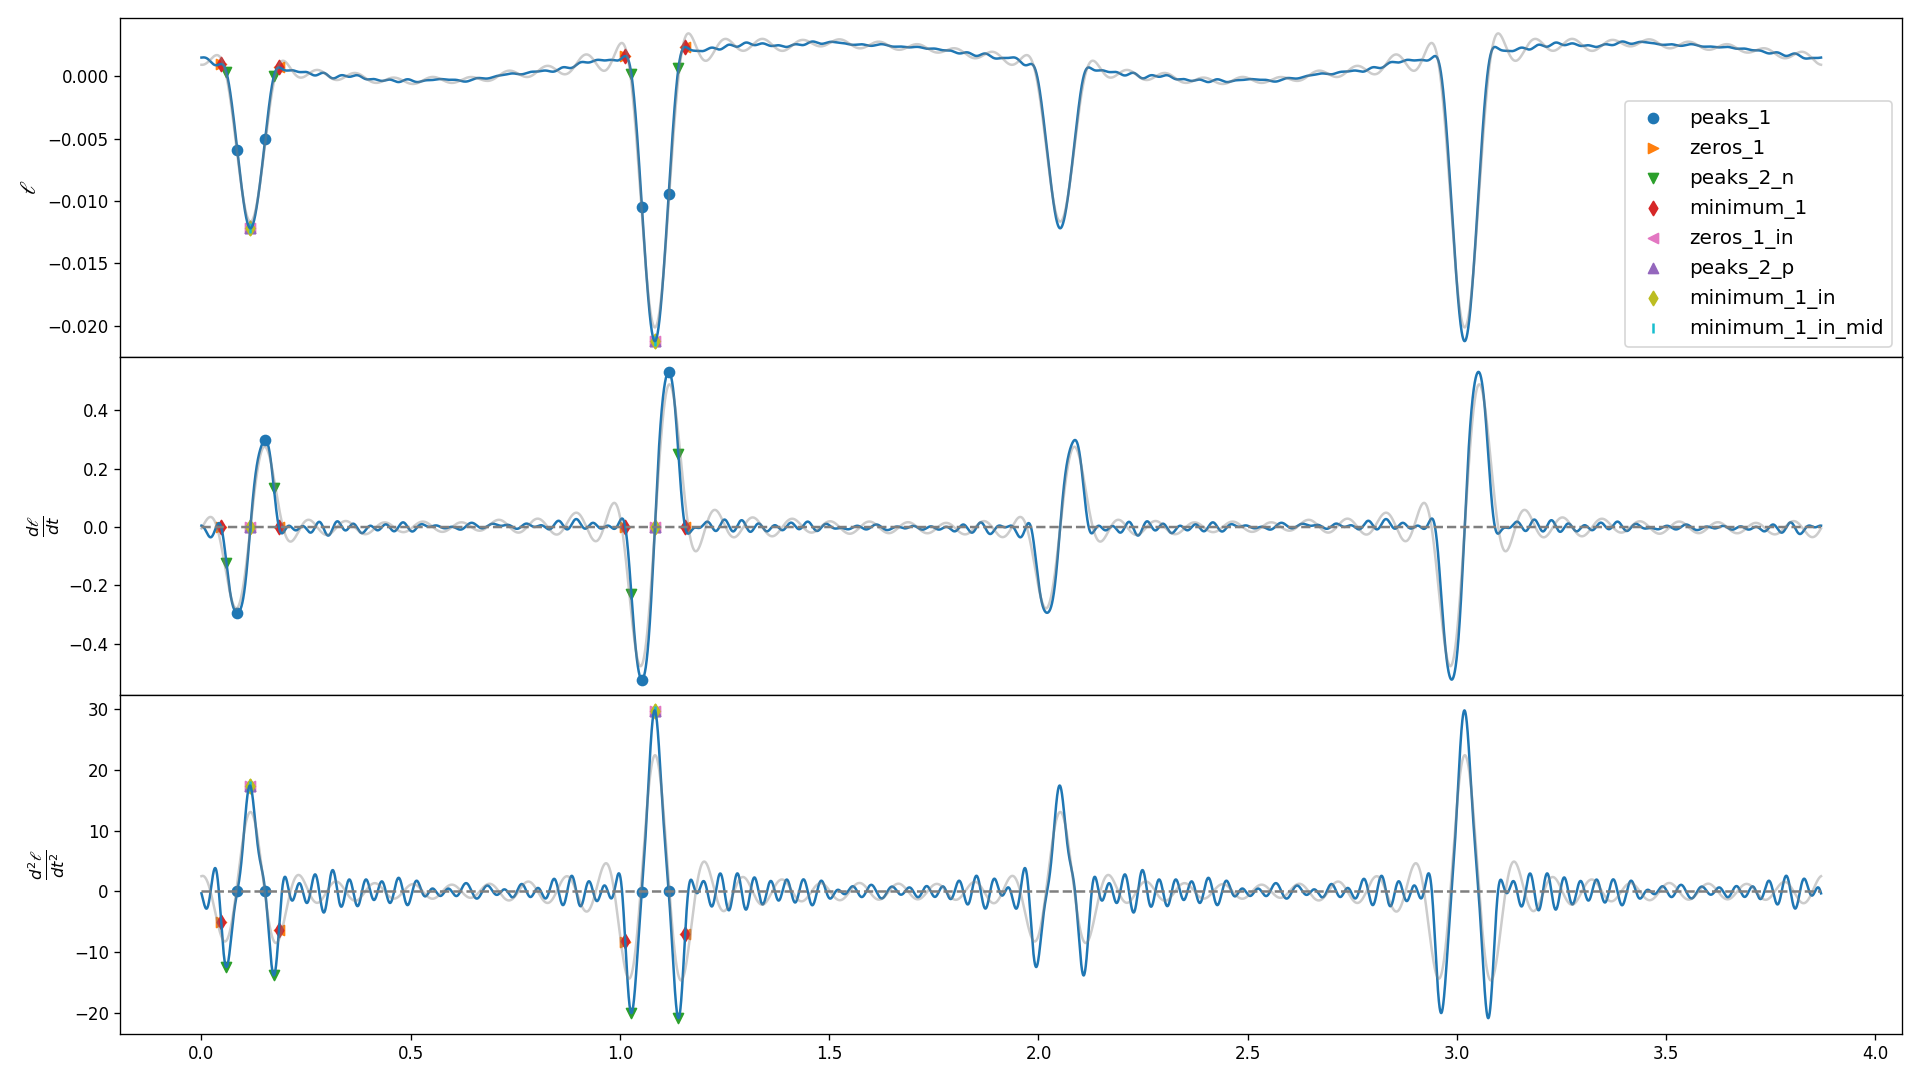 0.000
−0.005
−0.010
−0.015
−0.020
ℓ
peaks_1
zeros_1
peaks_2_n
minimum_1
zeros_1_in
peaks_2_p
minimum_1_in
minimum_1_in_mid
0.4
0.2
0.0
−0.2
−0.4
dℓ
dt
30
20
10
0
−10
−20
d²ℓ
dt²
0.0 0.5 1.0 1.5 2.0 2.5 3.0 3.5 4.0